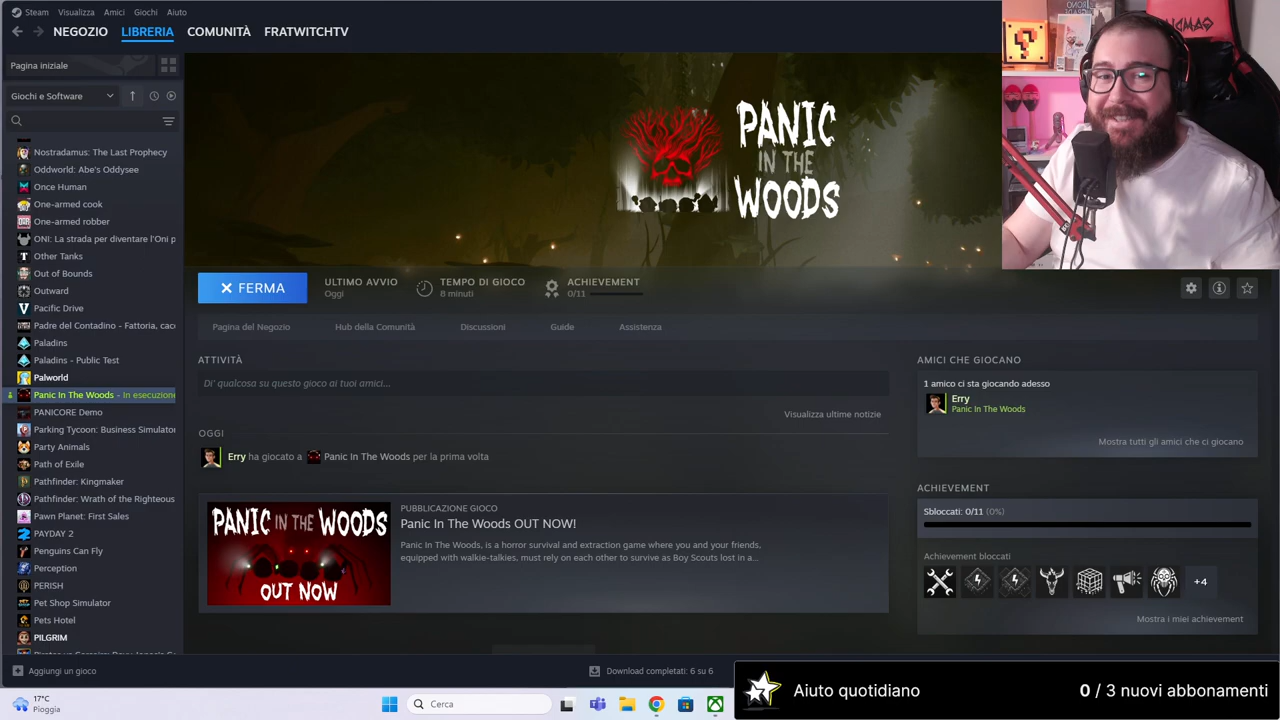 Steam Visualizza Amici Giochi Aiuto
NEGOZIO LIBRERIA COMUNITÀ FRATWITCHTV
Pagina iniziale
Giochi e Software
Nostradamus: The Last Prophecy
Oddworld: Abe's Oddysee
Once Human
One-armed cook
One-armed robber
ONI: La strada per diventare l'Oni p
Other Tanks
Out of Bounds
Outward
Pacific Drive
Padre del Contadino - Fattoria, cacc
Paladins
Paladins - Public Test
Palworld
Panic In The Woods - In esecuzione
PANICORE Demo
Parking Tycoon: Business Simulator
Party Animals
Path of Exile
Pathfinder: Kingmaker
Pathfinder: Wrath of the Righteous
Pawn Planet: First Sales
PAYDAY 2
Penguins Can Fly
Perception
PERISH
Pet Shop Simulator
Pets Hotel
PILGRIM
Aggiungi un gioco
PANIC
IN THE
WOODS
FERMA
ULTIMO AVVIO
Oggi
TEMPO DI GIOCO
8 minuti
ACHIEVEMENT
0/11
Pagina del Negozio Hub della Comunità Discussioni Guide Assistenza
ATTIVITÀ
Di' qualcosa su questo gioco ai tuoi amici...
Visualizza ultime notizie
OGGI
Erry ha giocato a Panic In The Woods per la prima volta
PANIC IN THE WOODS
OUT NOW
PUBBLICAZIONE GIOCO
Panic In The Woods OUT NOW!
Panic In The Woods, is a horror survival and extraction game where you and your friends,
equipped with walkie-talkies, must rely on each other to survive as Boy Scouts lost in a...
AMICI CHE GIOCANO
1 amico ci sta giocando adesso
Erry
Panic In The Woods
Mostra tutti gli amici che ci giocano
ACHIEVEMENT
Sbloccati: 0/11 (0%)
Achievement bloccati
+4
Mostra i miei achievement
Download completati: 6 su 6
Aiuto quotidiano 0 / 3 nuovi abbonamenti
17°C
Pioggia
Cerca